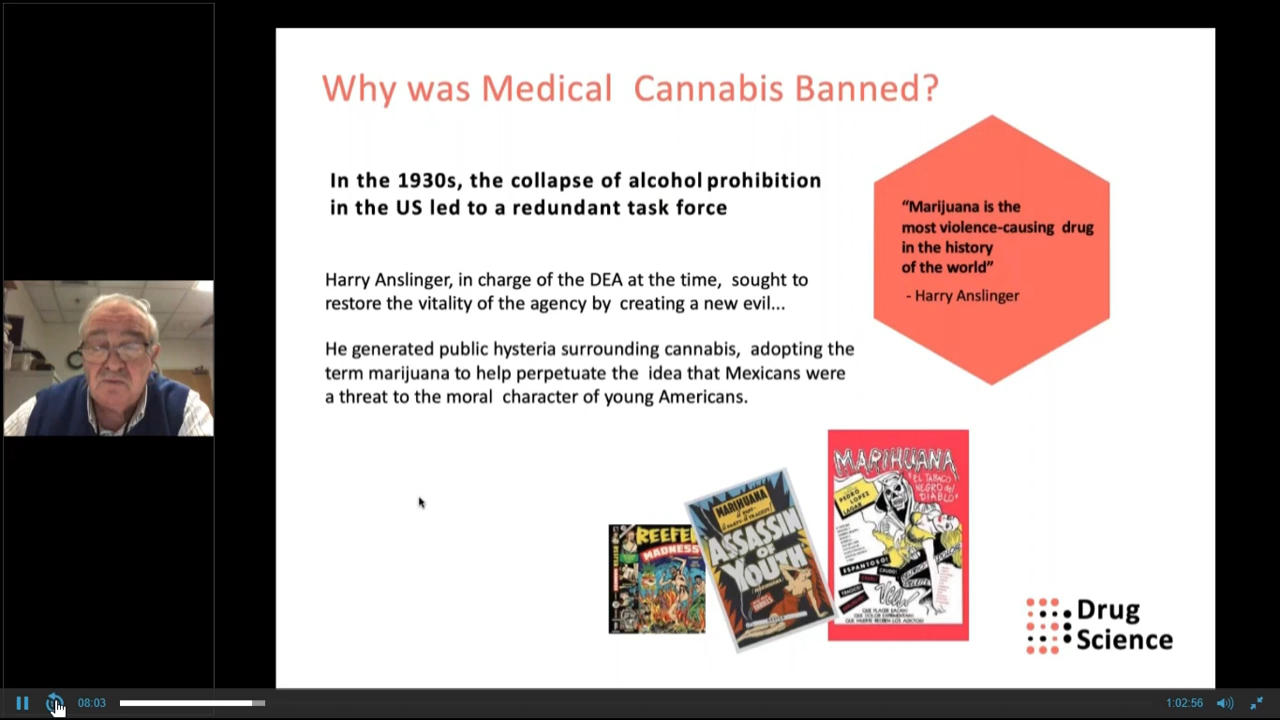 Why was Medical Cannabis Banned?
In the 1930s, the collapse of alcohol prohibition
in the US led to a redundant task force
“Marijuana is the
most violence-causing drug
in the history
of the world”
- Harry Anslinger
Harry Anslinger, in charge of the DEA at the time, sought to
restore the vitality of the agency by creating a new evil...
He generated public hysteria surrounding cannabis, adopting the
term marijuana to help perpetuate the idea that Mexicans were
a threat to the moral character of young Americans.
REEFER
MADNESS
MARIHUANA
ASSASSIN
OF
YOUTH
MARIHUANA
"EL TABACO
NEGRO del
DIABLO"
PEDRO
LOPEZ
LAGAR
ESPANTOSO!
Drug
Science
08:03
1:02:56